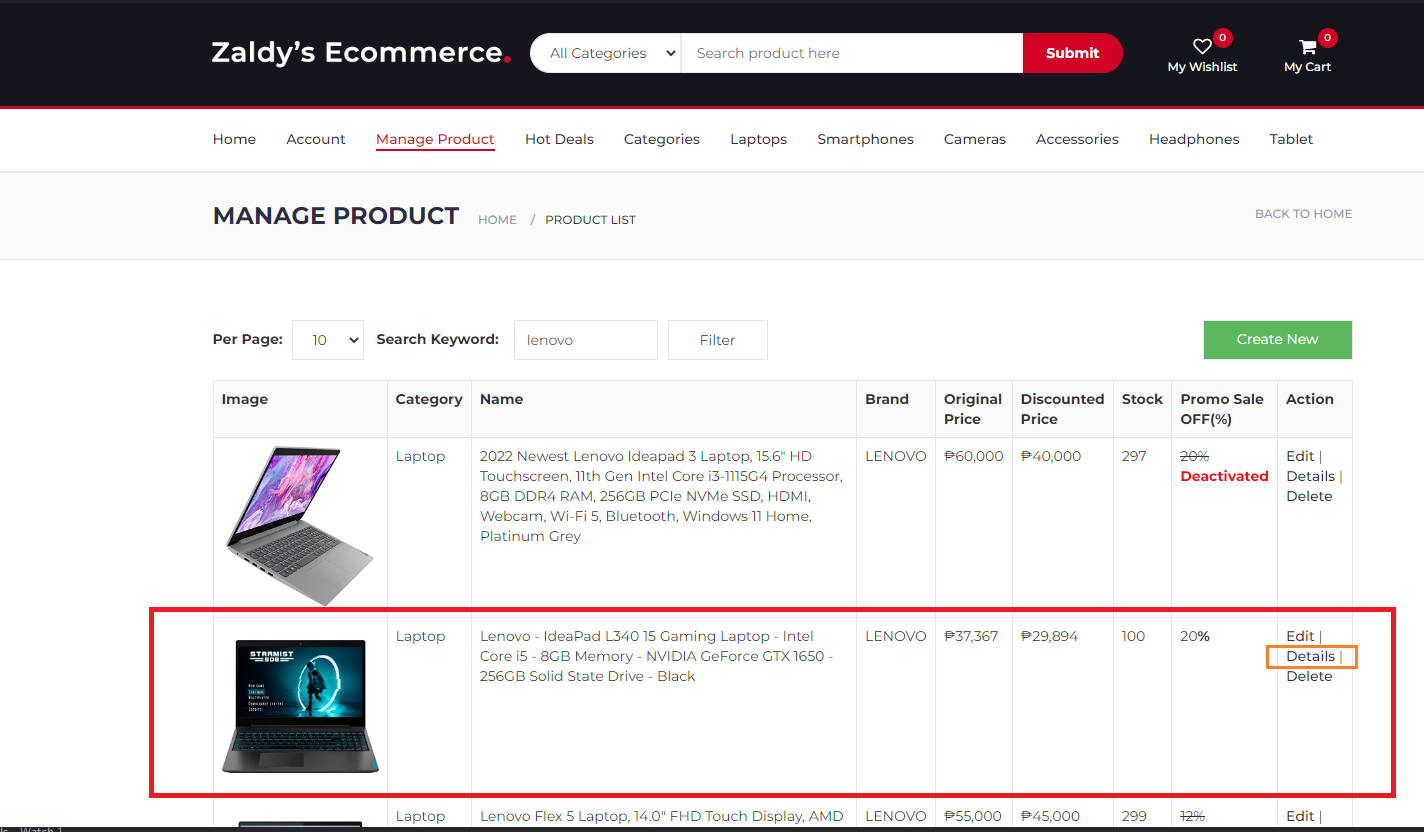 Zaldy's Ecommerce.
All Categories
Search product here
Submit
0
My Wishlist
0
My Cart
Home Account Manage Product Hot Deals Categories Laptops Smartphones Cameras Accessories Headphones Tablet
MANAGE PRODUCT HOME / PRODUCT LIST
BACK TO HOME
Per Page: 10 Search Keyword: lenovo Filter
Create New
Image Category Name Brand Original Price Discounted Price Stock Promo Sale OFF(%) Action
Laptop
2022 Newest Lenovo Ideapad 3 Laptop, 15.6" HD
Touchscreen, 11th Gen Intel Core i3-1115G4 Processor,
8GB DDR4 RAM, 256GB PCIe NVMe SSD, HDMI,
Webcam, Wi-Fi 5, Bluetooth, Windows 11 Home,
Platinum Grey
LENOVO
₱60,000
₱40,000
297
20%
Deactivated
Edit |
Details |
Delete
STARMIST
808
Laptop
Lenovo - IdeaPad L340 15 Gaming Laptop - Intel
Core i5 - 8GB Memory - NVIDIA GeForce GTX 1650 -
256GB Solid State Drive - Black
LENOVO
₱37,367
₱29,894
100
20%
Edit |
Details |
Delete
Laptop
Lenovo Flex 5 Laptop, 14.0" FHD Touch Display, AMD
LENOVO
₱55,000
₱45,000
299
12%
Edit |